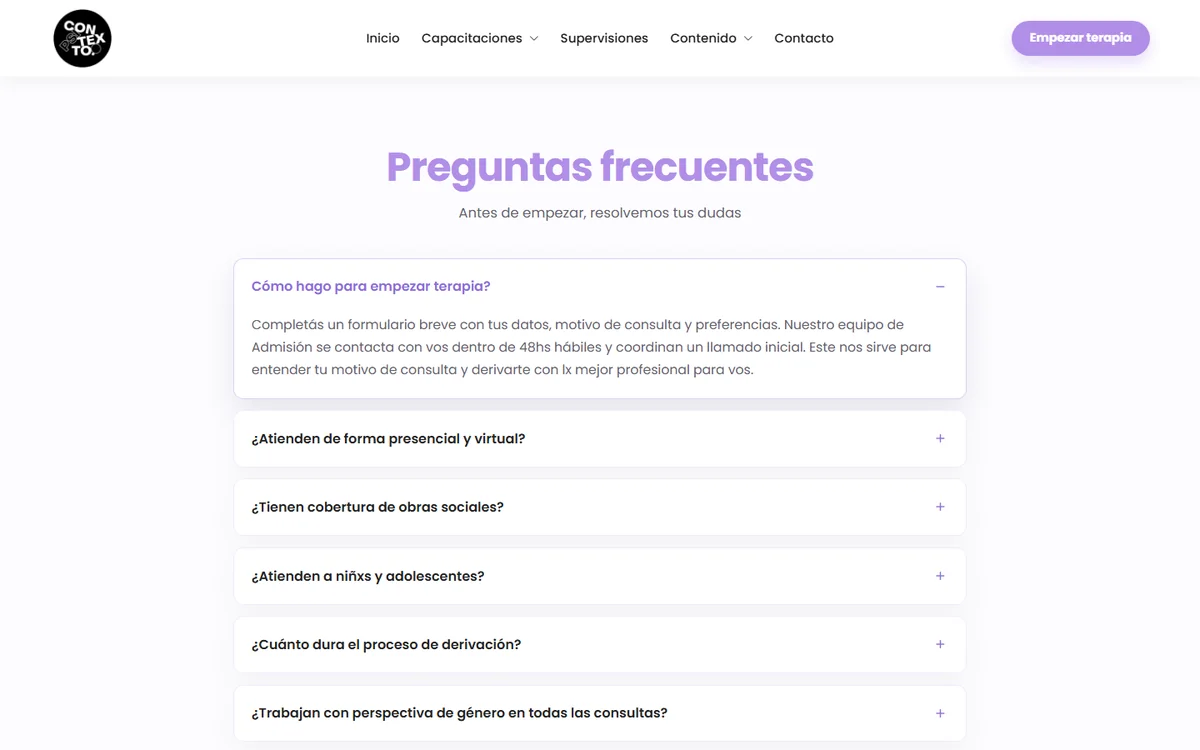 CON
TEX
TO.
Inicio
Capacitaciones
Supervisiones
Contenido
Contacto
Empezar terapia
Preguntas frecuentes
Antes de empezar, resolvemos tus dudas
Cómo hago para empezar terapia?
Completás un formulario breve con tus datos, motivo de consulta y preferencias. Nuestro equipo de
Admisión se contacta con vos dentro de 48hs hábiles y coordinan un llamado inicial. Este nos sirve para
entender tu motivo de consulta y derivarte con lx mejor profesional para vos.
¿Atienden de forma presencial y virtual?
¿Tienen cobertura de obras sociales?
¿Atienden a niñxs y adolescentes?
¿Cuánto dura el proceso de derivación?
¿Trabajan con perspectiva de género en todas las consultas?